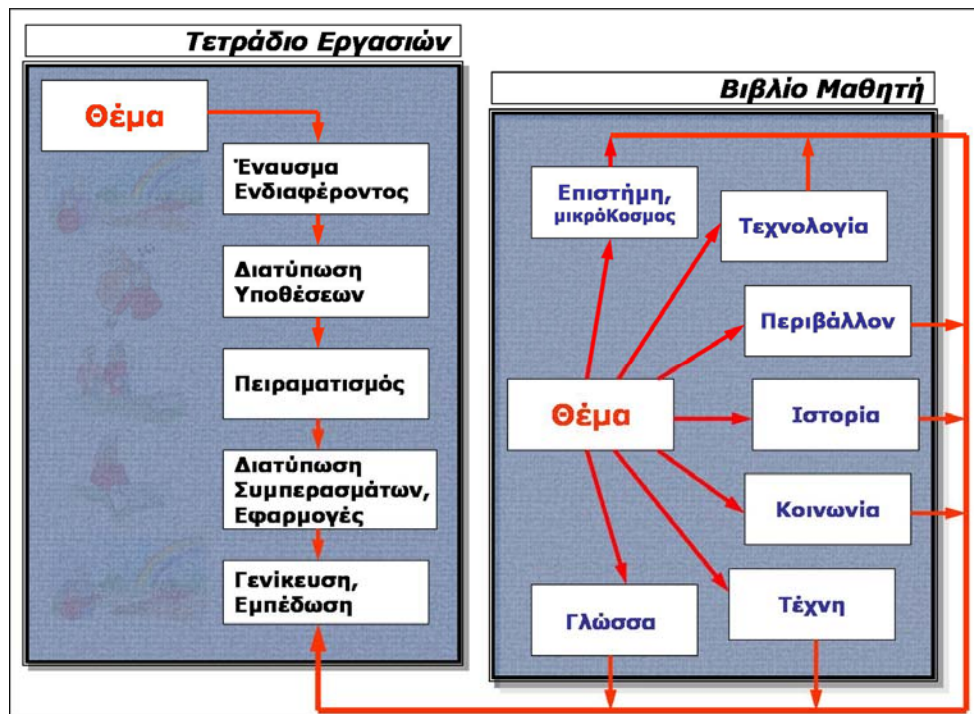 Τετράδιο Εργασιών
Θέμα
Έναυσμα
Ενδιαφέροντος
Διατύπωση
Υποθέσεων
Πειραματισμός
Διατύπωση
Συμπερασμάτων,
Εφαρμογές
Γενίκευση,
Εμπέδωση
Βιβλίο Μαθητή
Επιστήμη,
μικρόΚοσμος
Τεχνολογία
Περιβάλλον
Θέμα
Ιστορία
Κοινωνία
Γλώσσα
Τέχνη